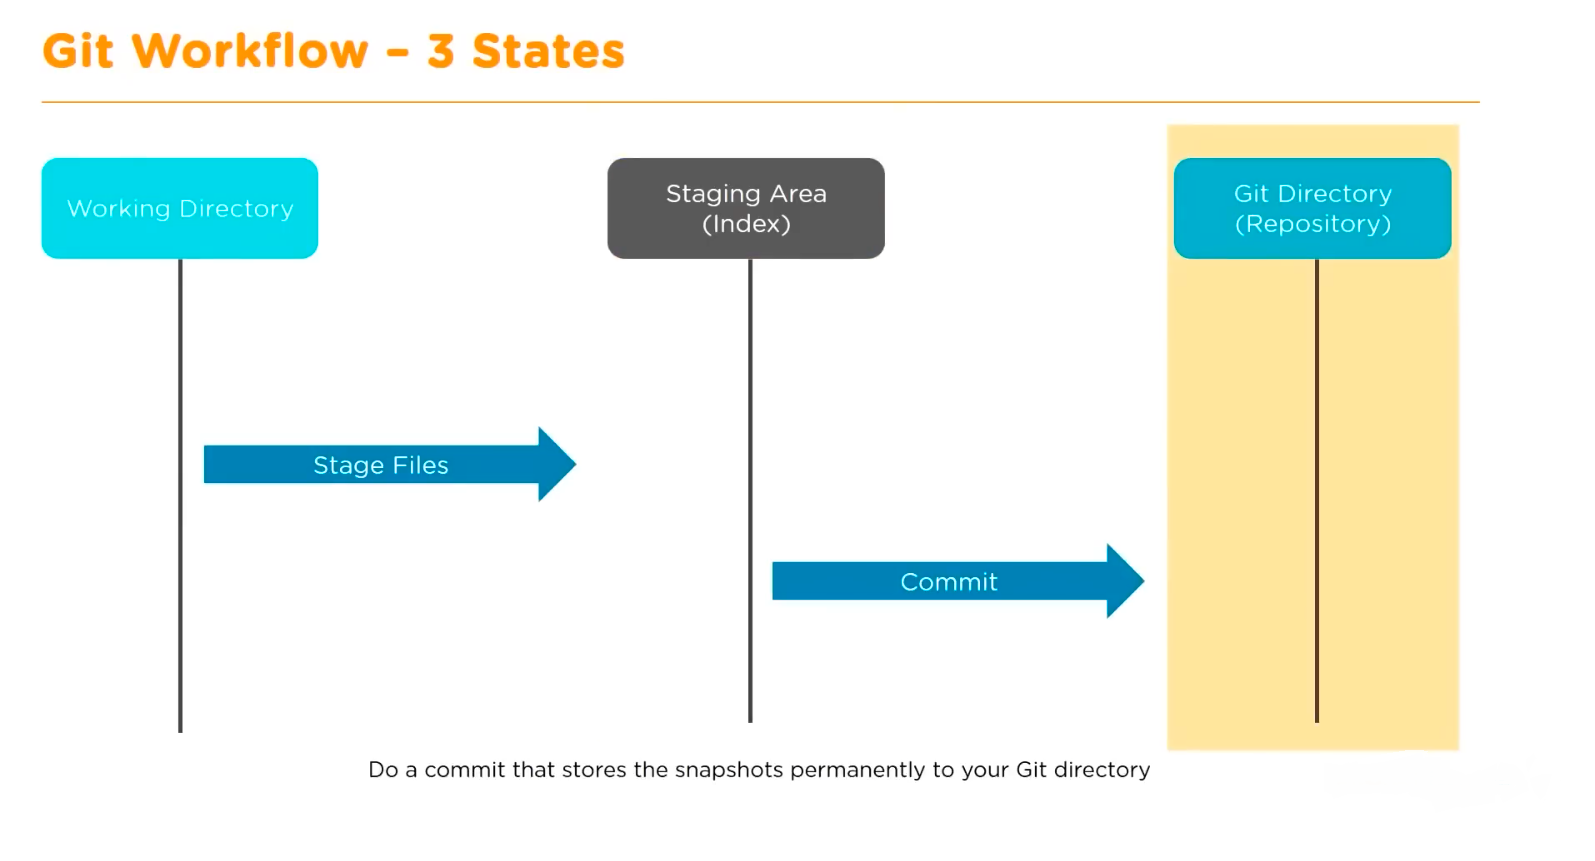 Git Workflow – 3 States
Working Directory
Staging Area
(Index)
Git Directory
(Repository)
Stage Files
Commit
Do a commit that stores the snapshots permanently to your Git directory